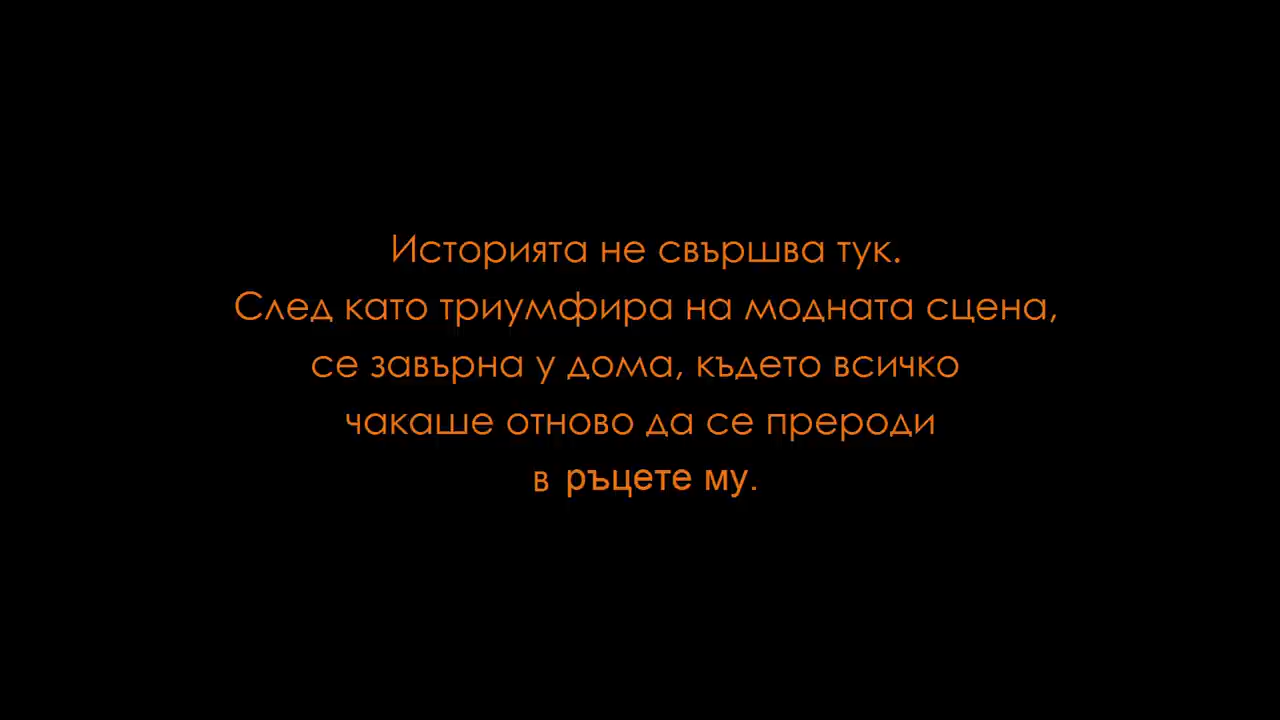 Историята не свършва тук.
След като триумфира на модната сцена,
се завърна у дома, където всичко
чакаше отново да се прероди
в ръцете му.